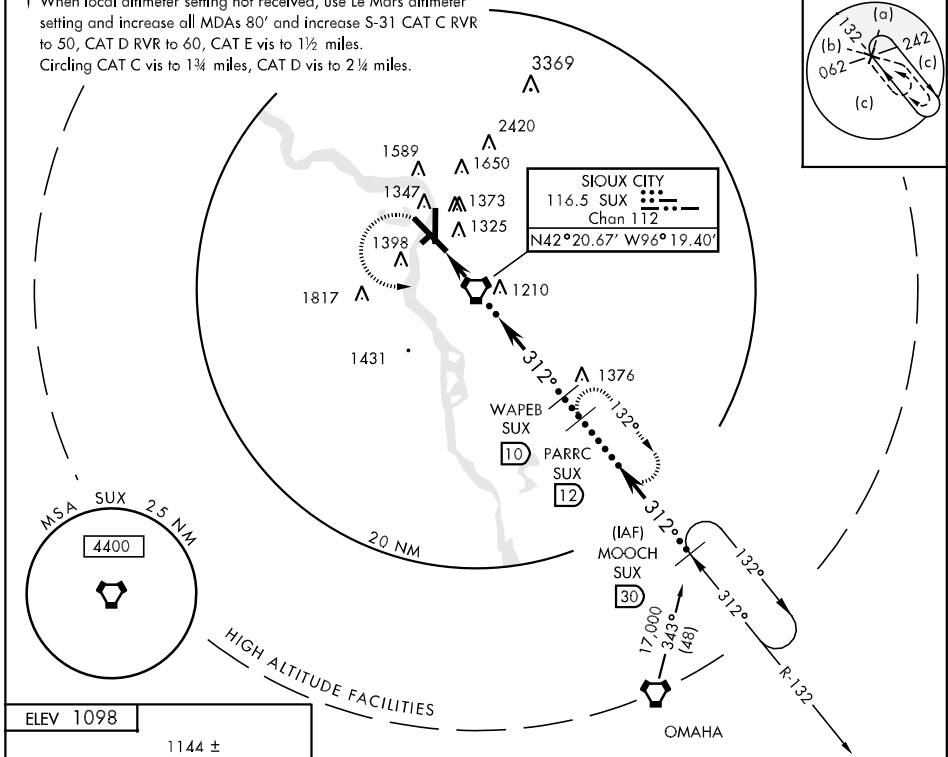 When local altimeter setting not received, use Le Mars altimeter
setting and increase all MDAs 80' and increase S-31 CAT C RVR
to 50, CAT D RVR to 60, CAT E vis to 1½ miles.
Circling CAT C vis to 1¾ miles, CAT D vis to 2¼ miles.
(a)
132
242
(b)
(c)
062
(c)
3369
2420
1589
1650
1347
1373
1325
1398
SIOUX CITY
116.5 SUX
Chan 112
N42°20.67' W96°19.40'
1817
1210
1431
312°
1376
WAPEB
SUX
10
132°
PARRC
SUX
12
MSA SUX 25 NM
4400
20 NM
312°
(IAF)
MOOCH
SUX
30
132°
312°
17,000
343°
(48)
R-132
HIGH ALTITUDE FACILITIES
OMAHA
ELEV 1098
1144 ±